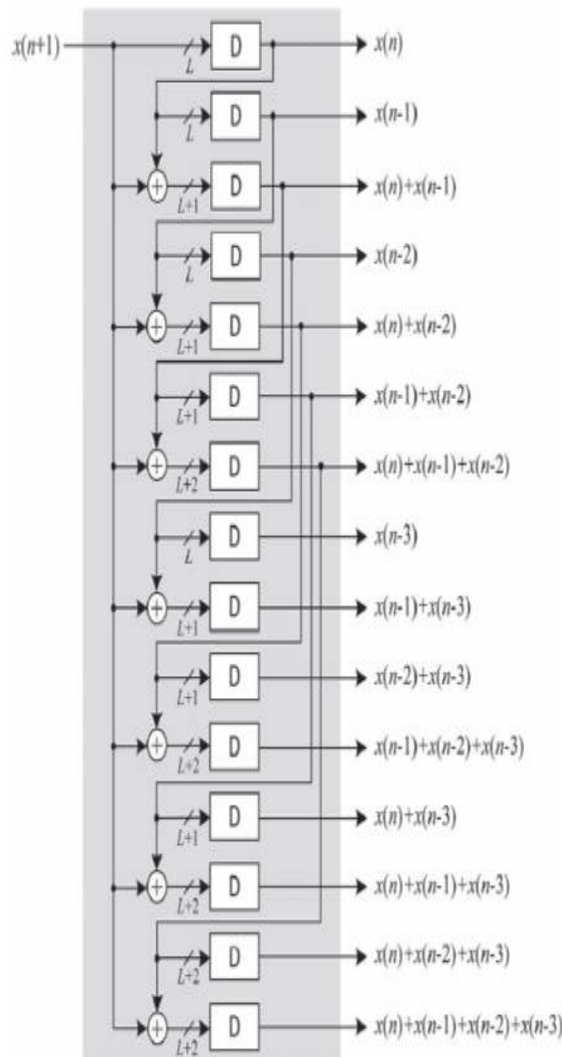 x(n+1)
D
L
x(n)
D
L
x(n-1)
+
D
L+1
x(n)+x(n-1)
D
L
x(n-2)
+
D
L+1
x(n)+x(n-2)
D
L+1
x(n-1)+x(n-2)
+
D
L+2
x(n)+x(n-1)+x(n-2)
D
L
x(n-3)
+
D
L+1
x(n-1)+x(n-3)
D
L+1
x(n-2)+x(n-3)
+
D
L+2
x(n-1)+x(n-2)+x(n-3)
D
L+1
x(n)+x(n-3)
+
D
L+2
x(n)+x(n-1)+x(n-3)
D
L+2
x(n)+x(n-2)+x(n-3)
+
D
L+2
x(n)+x(n-1)+x(n-2)+x(n-3)